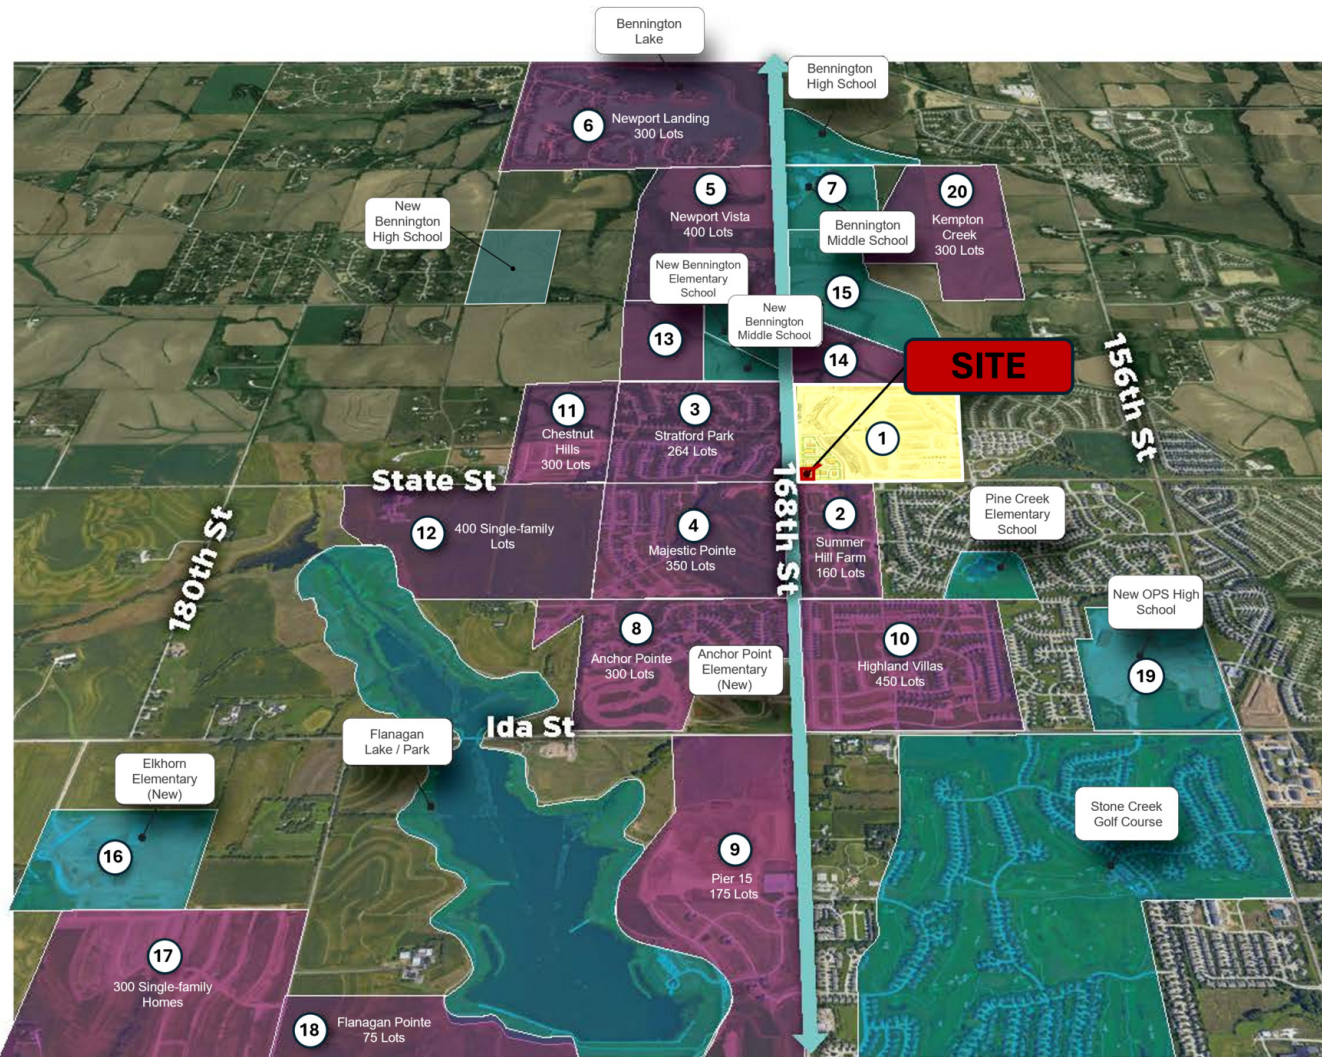 Bennington
Lake
Bennington
High School
6
Newport Landing
300 Lots
5
Newport Vista
400 Lots
7
20
Kempton
Creek
300 Lots
New
Bennington
High School
Bennington
Middle School
New Bennington
Elementary
School
15
New
Bennington
Middle School
13
14
SITE
156th St
11
Chestnut
Hills
300 Lots
3
Stratford Park
264 Lots
1
State St
168th St
180th St
12
400 Single-family
Lots
4
Majestic Pointe
350 Lots
2
Summer
Hill Farm
160 Lots
Pine Creek
Elementary
School
New OPS High
School
8
Anchor Pointe
300 Lots
Anchor Point
Elementary
(New)
10
Highland Villas
450 Lots
19
Ida St
Flanagan
Lake / Park
Elkhorn
Elementary
(New)
16
Stone Creek
Golf Course
9
Pier 15
175 Lots
17
300 Single-family
Homes
18
Flanagan Pointe
75 Lots